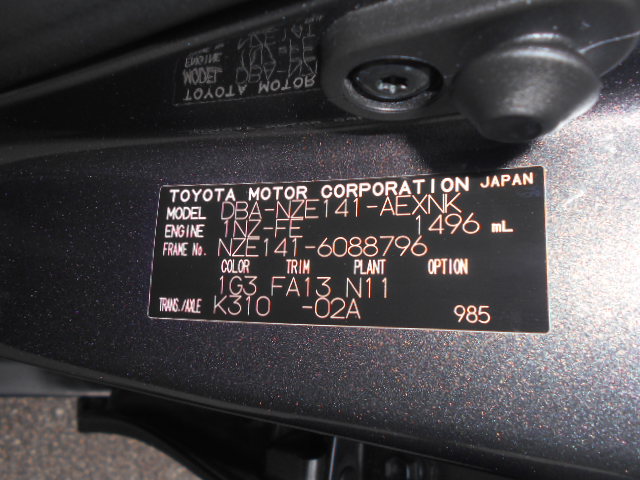 TOYOTA MOTOR CORPORATION JAPAN
MODEL DBA-NZE141-AEXNK
ENGINE 1NZ-FE 1496 mL
FRAME No. NZE141-6088796
COLOR TRIM PLANT OPTION
1G3 FA13 N11
TRANS./AXLE K310 -02A 985